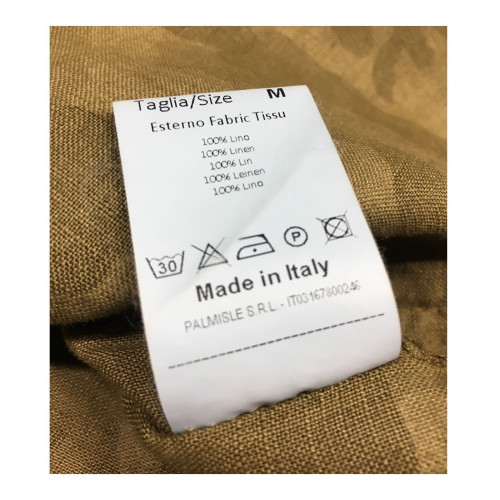 Taglia/Size M
Esterno Fabric Tissu
100% Lino
100% Linen
100% Lin
100% Leinen
100% Lino
30 P
Made in Italy
PALMISLE S.R.L. - IT03167800246